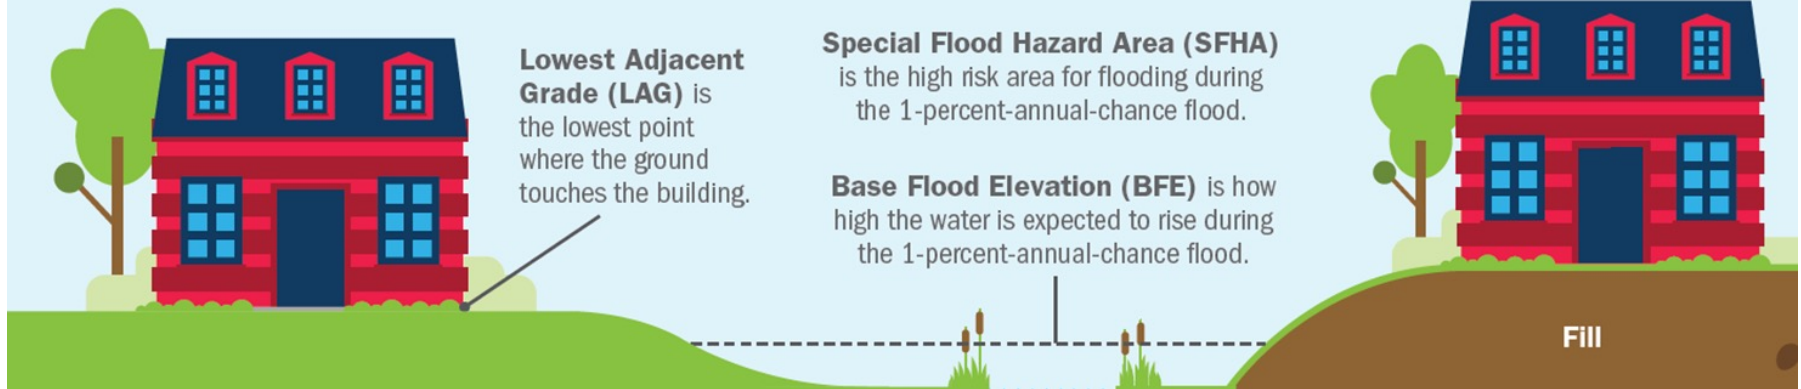 Lowest Adjacent
Grade (LAG) is
the lowest point
where the ground
touches the building.
Special Flood Hazard Area (SFHA)
is the high risk area for flooding during
the 1-percent-annual-chance flood.
Base Flood Elevation (BFE) is how
high the water is expected to rise during
the 1-percent-annual-chance flood.
Fill